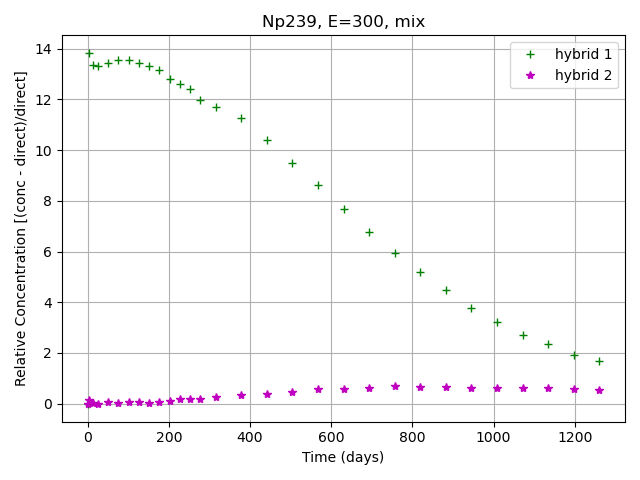 Np239, E=300, mix
Relative Concentration [(conc - direct)/direct]
14
12
10
8
6
4
2
0
hybrid 1
hybrid 2
0 200 400 600 800 1000 1200
Time (days)